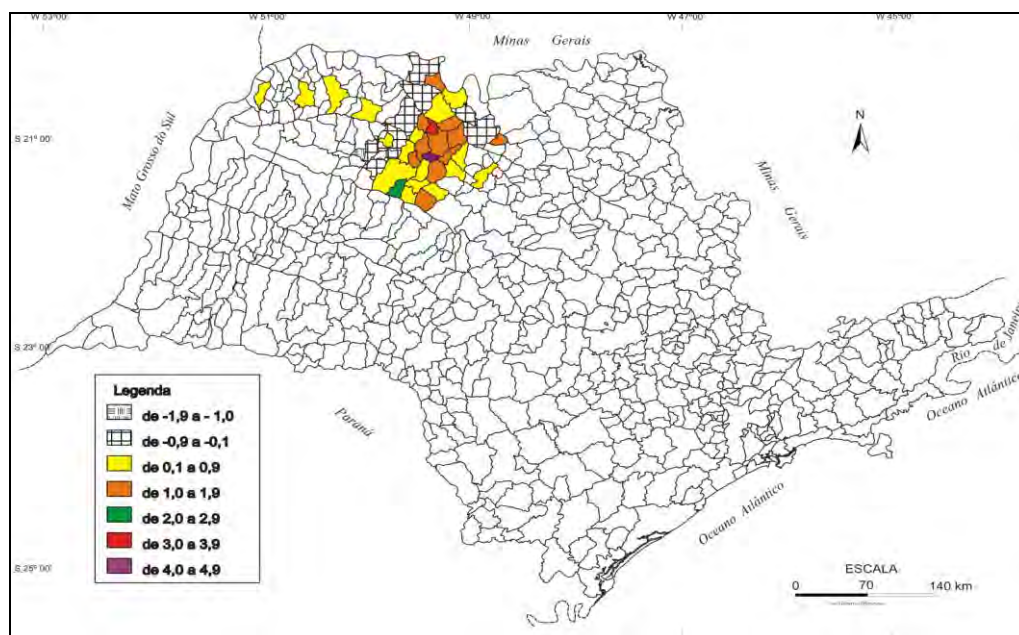 W 53°00'
W 51°00'
W 49°00'
W 47°00'
W 45°00'
Minas Gerais
S 21° 00'
Mato Grosso do Sul
N
Minas Gerais
S 23° 00'
Rio de Janeiro
Oceano Atlântico
Legenda
de -1,9 a - 1,0
de -0,9 a -0,1
de 0,1 a 0,9
de 1,0 a 1,9
de 2,0 a 2,9
de 3,0 a 3,9
de 4,0 a 4,9
Paraná
Oceano Atlântico
S 25° 00'
ESCALA
0 70 140 km